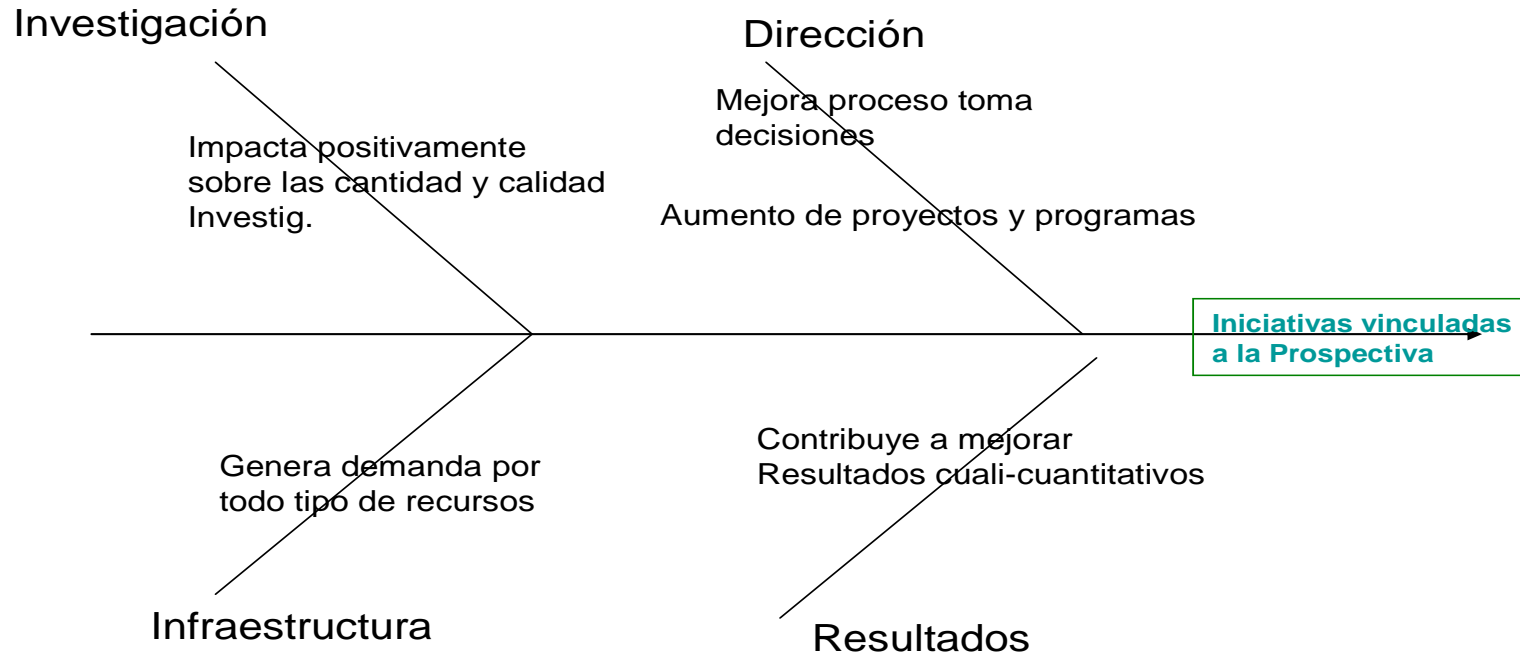 Investigación
Dirección
Mejora proceso toma
decisiones
Impacta positivamente
sobre las cantidad y calidad
Investig.
Aumento de proyectos y programas
Iniciativas vinculadas
a la Prospectiva
Genera demanda por
todo tipo de recursos
Contribuye a mejorar
Resultados cuali-cuantitativos
Infraestructura
Resultados